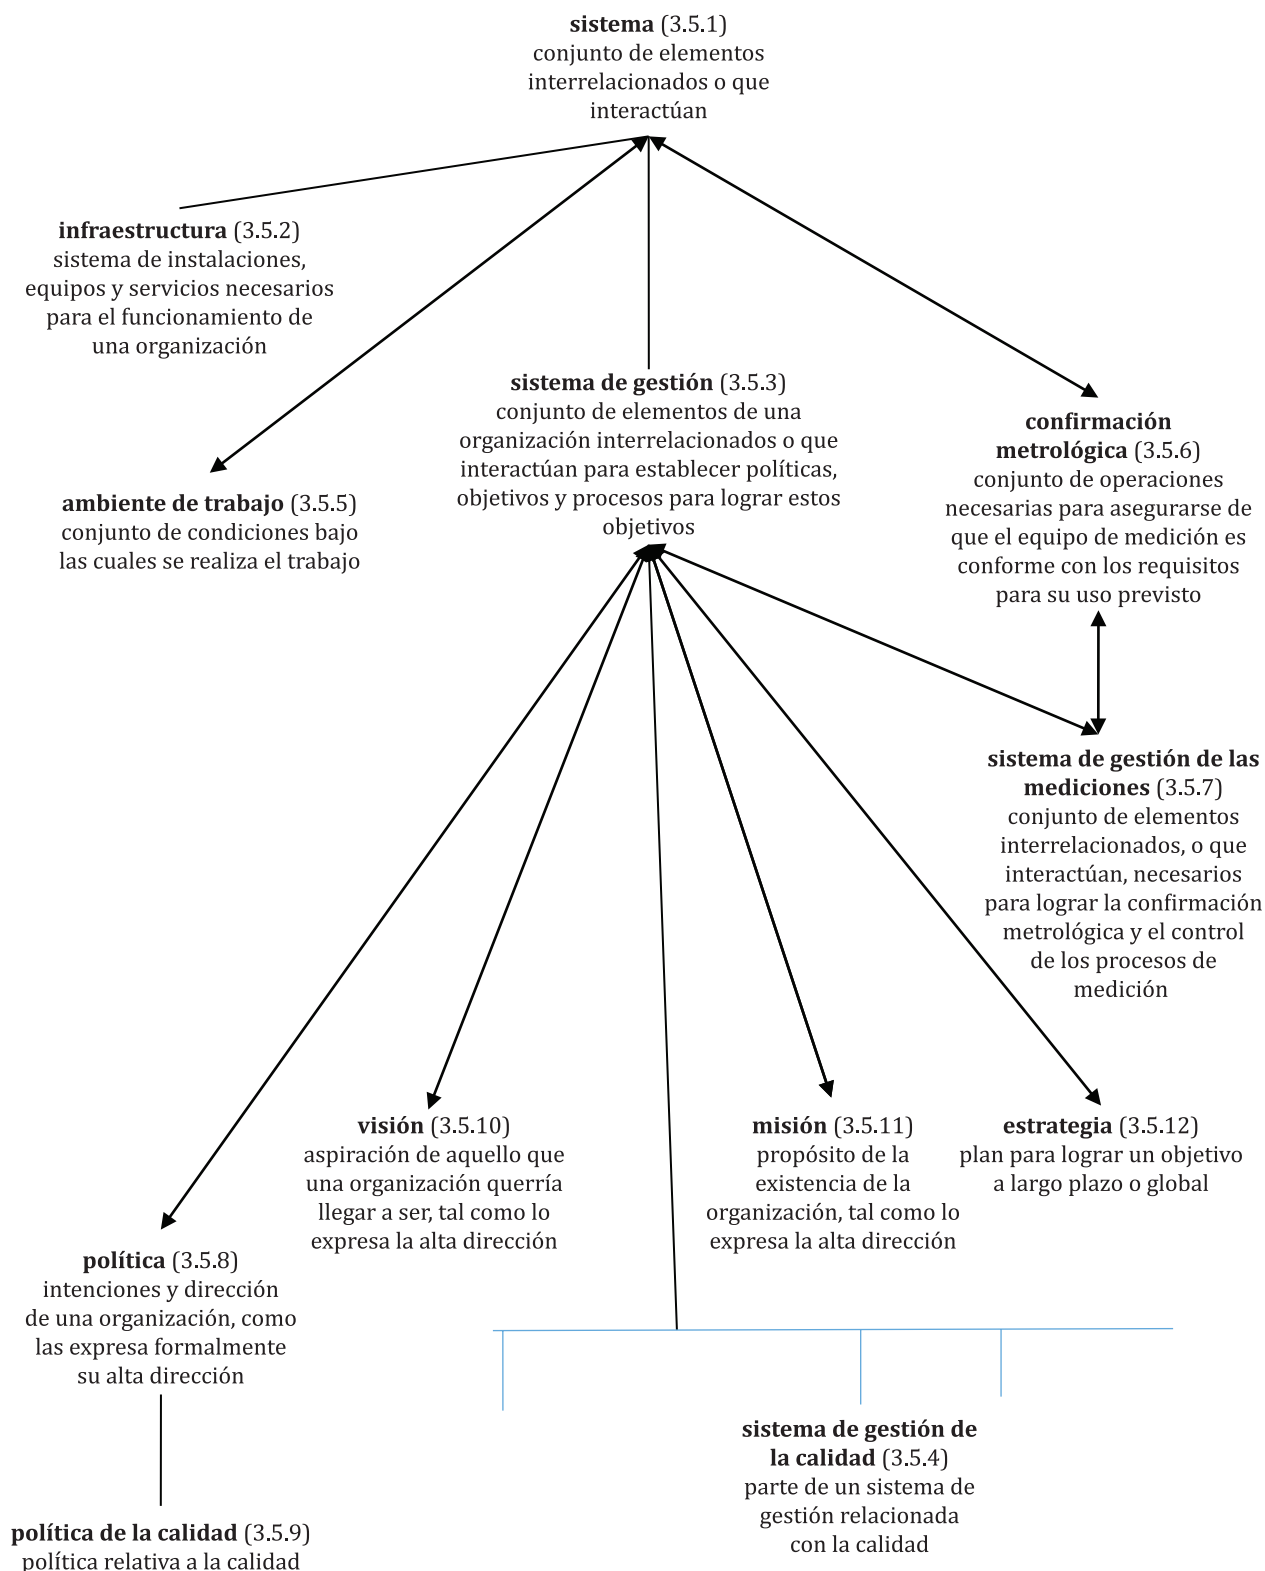 sistema (3.5.1)
conjunto de elementos
interrelacionados o que
interactúan
infraestructura (3.5.2)
sistema de instalaciones,
equipos y servicios necesarios
para el funcionamiento de
una organización
sistema de gestión (3.5.3)
conjunto de elementos de una
organización interrelacionados o que
interactúan para establecer políticas,
objetivos y procesos para lograr estos
objetivos
confirmación
metrológica (3.5.6)
conjunto de operaciones
necesarias para asegurarse de
que el equipo de medición es
conforme con los requisitos
para su uso previsto
ambiente de trabajo (3.5.5)
conjunto de condiciones bajo
las cuales se realiza el trabajo
sistema de gestión de las
mediciones (3.5.7)
conjunto de elementos
interrelacionados, o que
interactúan, necesarios
para lograr la confirmación
metrológica y el control
de los procesos de
medición
visión (3.5.10)
aspiración de aquello que
una organización querría
llegar a ser, tal como lo
expresa la alta dirección
misión (3.5.11)
propósito de la
existencia de la
organización, tal como lo
expresa la alta dirección
estrategia (3.5.12)
plan para lograr un objetivo
a largo plazo o global
política (3.5.8)
intenciones y dirección
de una organización, como
las expresa formalmente
su alta dirección
sistema de gestión de
la calidad (3.5.4)
parte de un sistema de
gestión relacionada
con la calidad
política de la calidad (3.5.9)
política relativa a la calidad